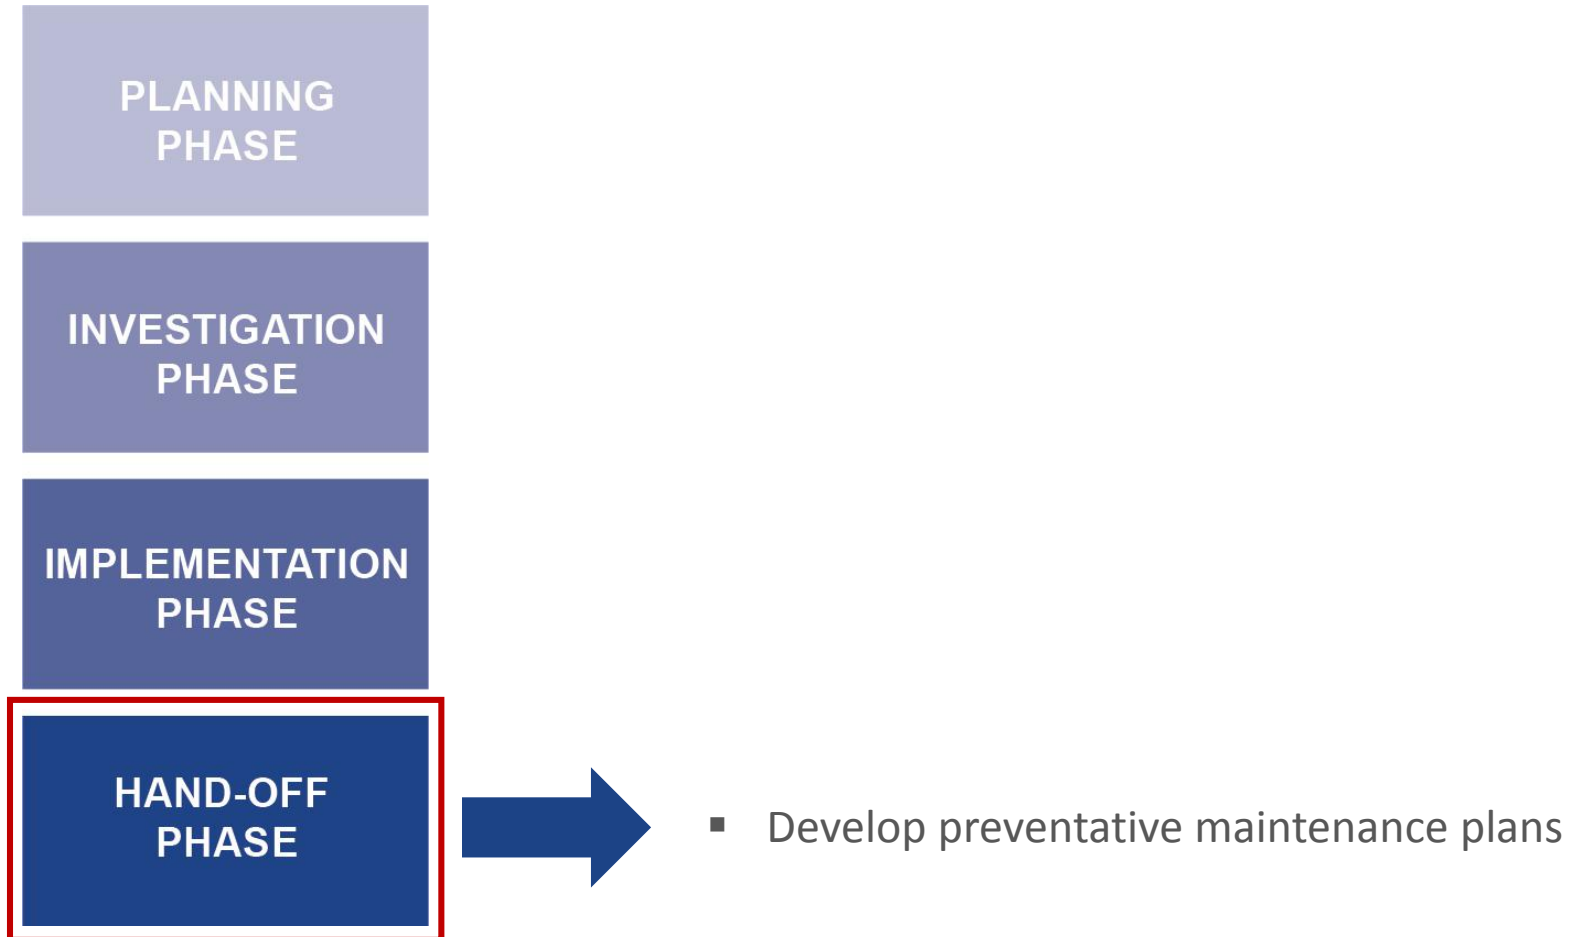 PLANNING
PHASE
INVESTIGATION
PHASE
IMPLEMENTATION
PHASE
HAND-OFF
PHASE
▪ Develop preventative maintenance plans